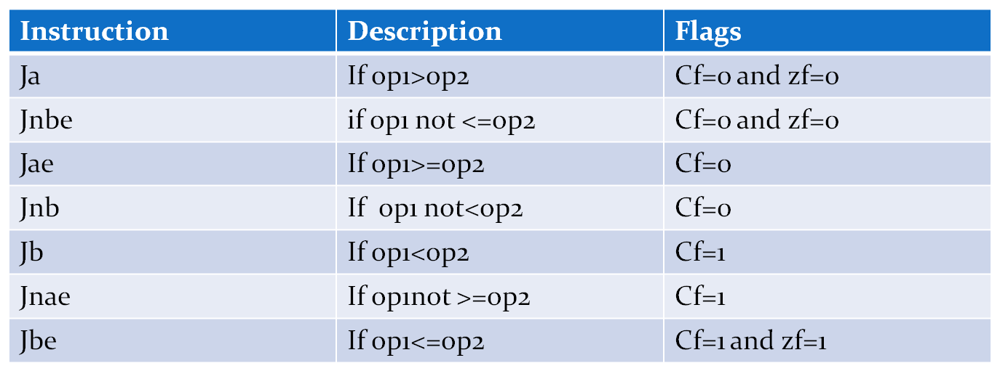 Instruction Description Flags
Ja If op1>op2 Cf=0 and zf=0
Jnbe if op1 not <=op2 Cf=0 and zf=0
Jae If op1>=op2 Cf=0
Jnb If  op1 not<op2 Cf=0
Jb If op1<op2 Cf=1
Jnae If op1not >=op2 Cf=1
Jbe If op1<=op2 Cf=1 and zf=1